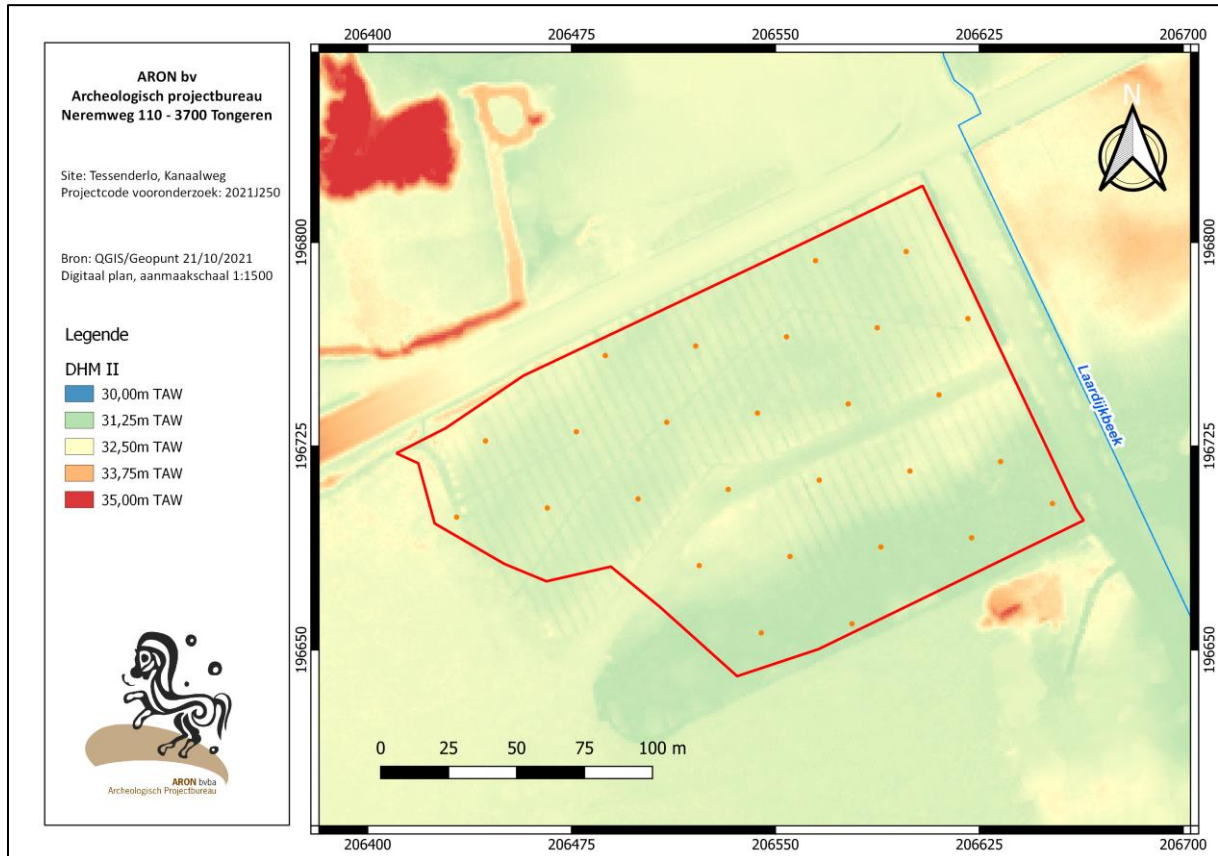 ARON bv
Archeologisch projectbureau
Neremweg 110 - 3700 Tongeren
Site: Tessenderlo, Kanaalweg
Projectcode vooronderzoek: 2021J250
Bron: QGIS/Geopunt 21/10/2021
Digitaal plan, aanmaakschaal 1:1500
Legende
DHM II
30,00m TAW
31,25m TAW
32,50m TAW
33,75m TAW
35,00m TAW
ARON bvba
Archeologisch Projectbureau
206400 206475 206550 206625 206700
N
196800 196800
Laardijkbeek
196725 196725
196650 196650
0 25 50 75 100 m
206400 206475 206550 206625 206700